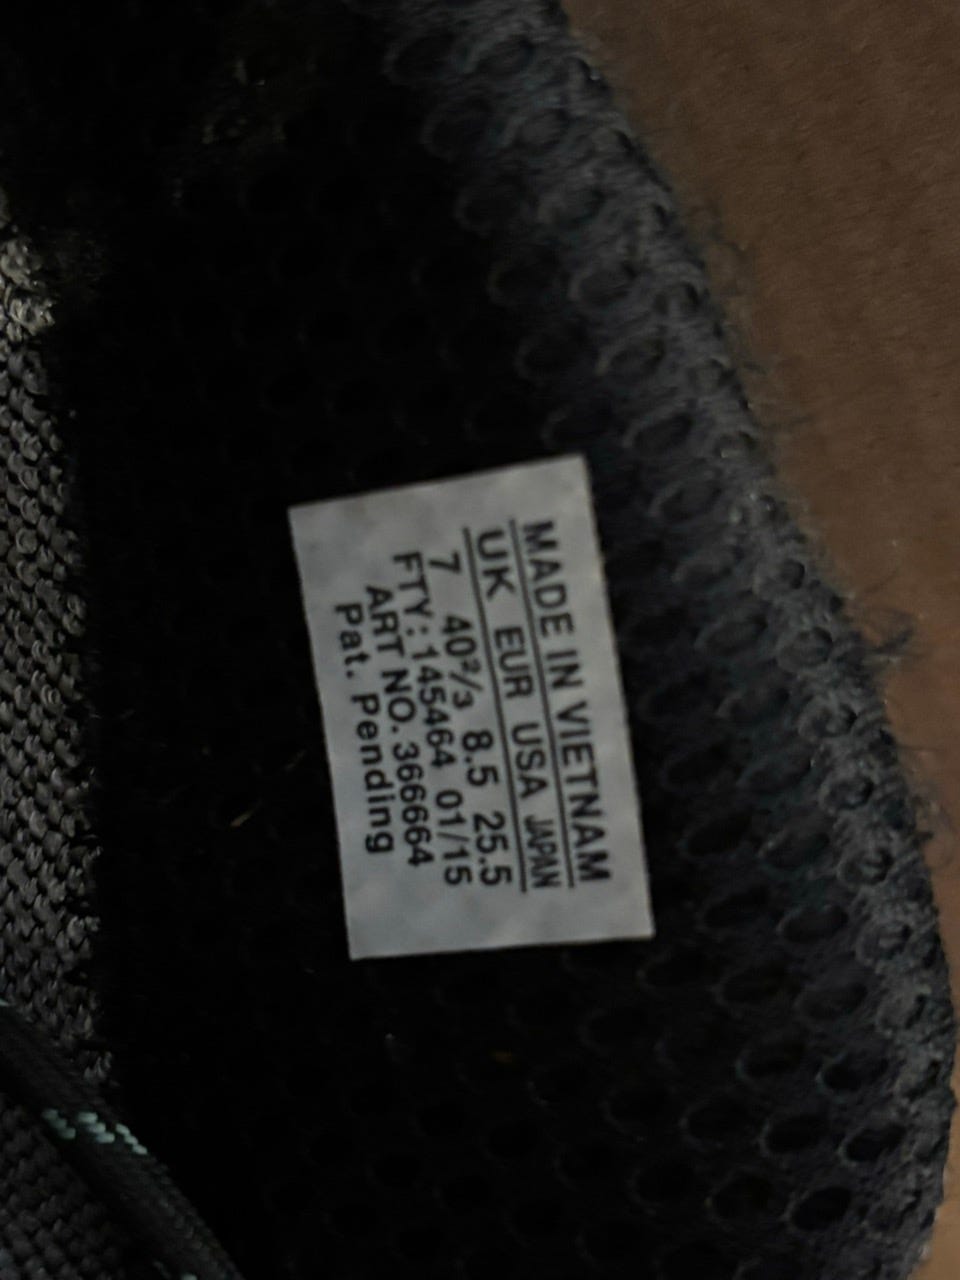 MADE IN VIETNAM
UK EUR USA JAPAN
7 40²/₃ 8.5 25.5
FTY:145464 01/15
ART NO.366664
Pat. Pending